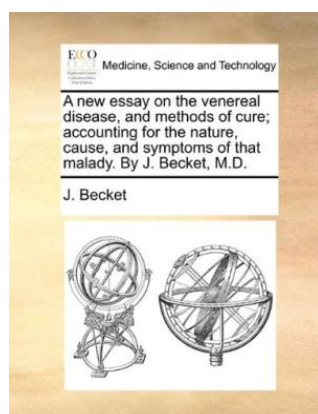 ECCO
Medicine, Science and Technology
A new essay on the venereal
disease, and methods of cure;
accounting for the nature,
cause, and symptoms of that
malady. By J. Becket, M.D.
J. Becket